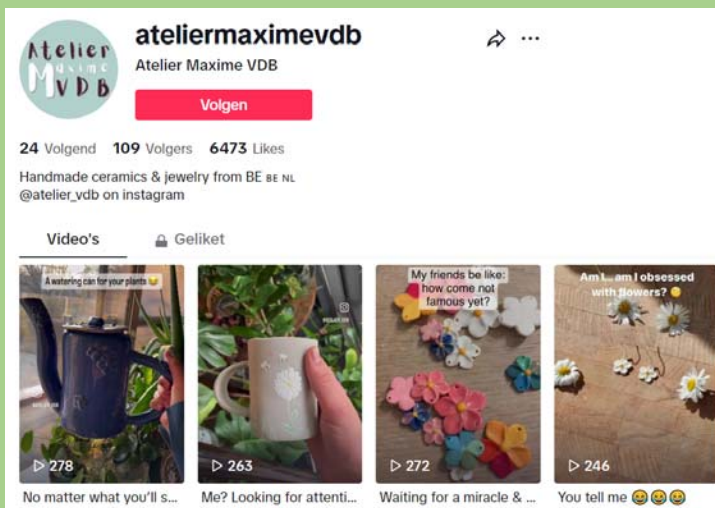 Atelier
Maxime
VDB
ateliermaximevdb
Atelier Maxime VDB
Volgen
24 Volgend 109 Volgers 6473 Likes
Handmade ceramics & jewelry from BE BE NL
@atelier_vdb on instagram
Video's Geliket
A watering can for your plants 😏
278
263
My friends be like:
how come not
famous yet?
272
Am I... am I obsessed
with flowers? 🙄
246
No matter what you'll s...
Me? Looking for attenti...
Waiting for a miracle & ...
You tell me 😂😂😂